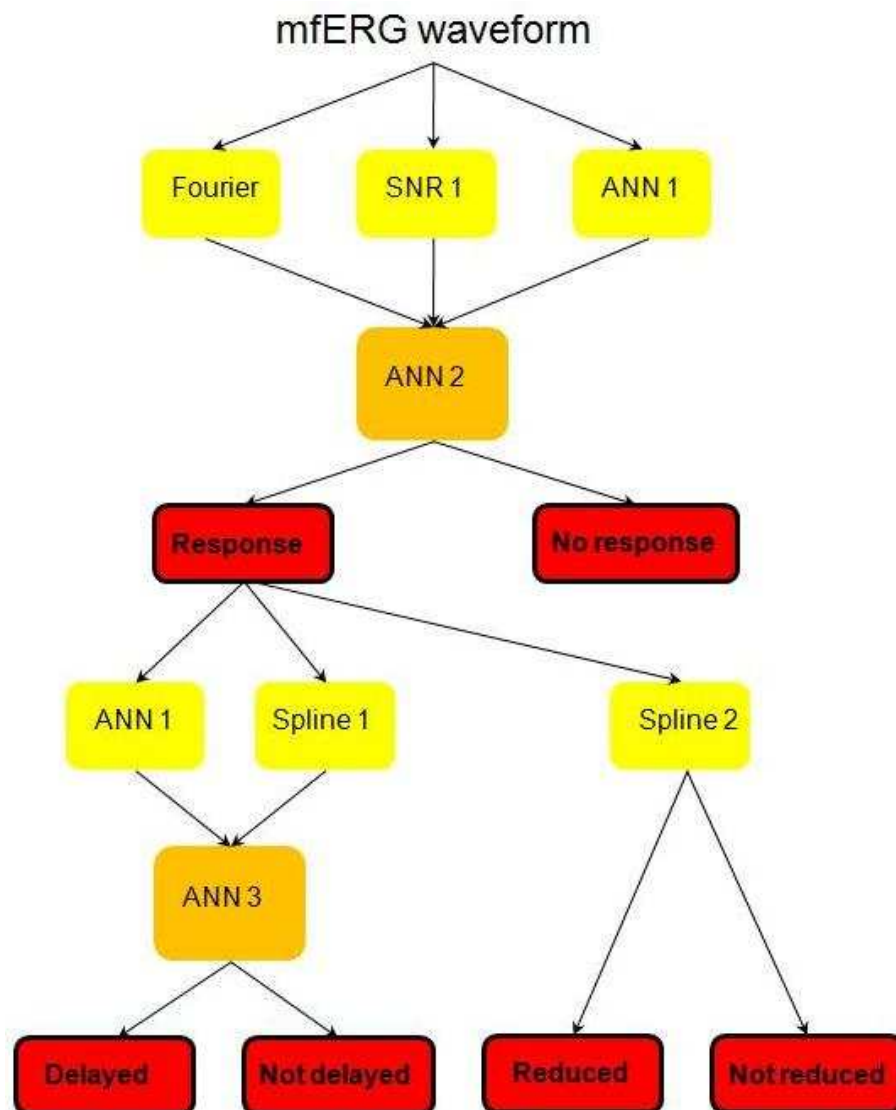 mfERG waveform
Fourier
SNR 1
ANN 1
ANN 2
Response
No response
ANN 1
Spline 1
Spline 2
ANN 3
Delayed
Not delayed
Reduced
Not reduced